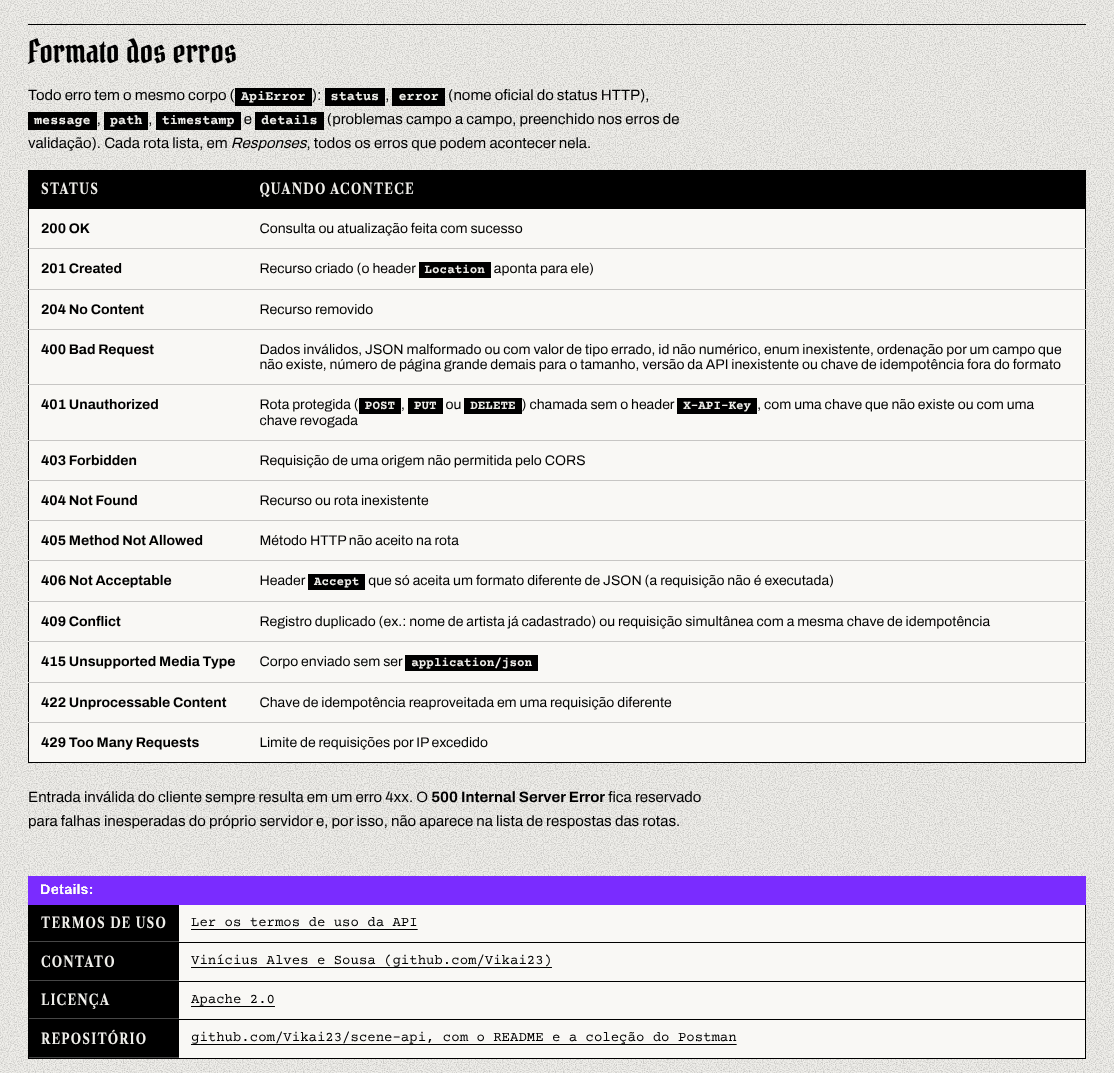 Formato dos erros
Todo erro tem o mesmo corpo (ApiError): status, error (nome oficial do status HTTP),
message, path, timestamp e details (problemas campo a campo, preenchido nos erros de
validação). Cada rota lista, em Responses, todos os erros que podem acontecer nela.
STATUS QUANDO ACONTECE
200 OK Consulta ou atualização feita com sucesso
201 Created Recurso criado (o header Location aponta para ele)
204 No Content Recurso removido
400 Bad Request Dados inválidos, JSON malformado ou com valor de tipo errado, id não numérico, enum inexistente, ordenação por um campo que
não existe, número de página grande demais para o tamanho, versão da API inexistente ou chave de idempotência fora do formato
401 Unauthorized Rota protegida (POST, PUT ou DELETE) chamada sem o header X-API-Key, com uma chave que não existe ou com uma
chave revogada
403 Forbidden Requisição de uma origem não permitida pelo CORS
404 Not Found Recurso ou rota inexistente
405 Method Not Allowed Método HTTP não aceito na rota
406 Not Acceptable Header Accept que só aceita um formato diferente de JSON (a requisição não é executada)
409 Conflict Registro duplicado (ex.: nome de artista já cadastrado) ou requisição simultânea com a mesma chave de idempotência
415 Unsupported Media Type Corpo enviado sem ser application/json
422 Unprocessable Content Chave de idempotência reaproveitada em uma requisição diferente
429 Too Many Requests Limite de requisições por IP excedido
Entrada inválida do cliente sempre resulta em um erro 4xx. O 500 Internal Server Error fica reservado
para falhas inesperadas do próprio servidor e, por isso, não aparece na lista de respostas das rotas.
Details:
TERMOS DE USO Ler os termos de uso da API
CONTATO Vinícius Alves e Sousa (github.com/Vikai23)
LICENÇA Apache 2.0
REPOSITÓRIO github.com/Vikai23/scene-api, com o README e a coleção do Postman